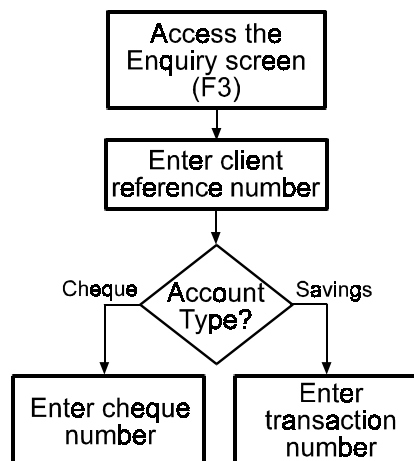 Access the
Enquiry screen
(F3)
Enter client
reference number
Account
Type?
Cheque
Savings
Enter cheque
number
Enter
transaction
number